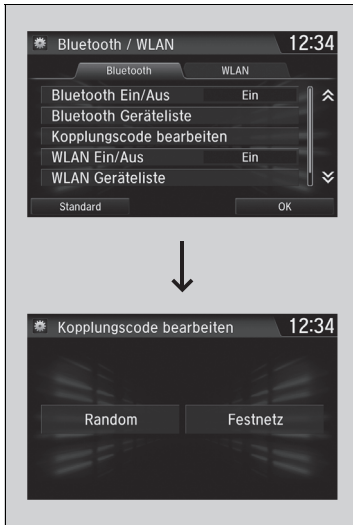 Bluetooth / WLAN 12:34
Bluetooth WLAN
Bluetooth Ein/Aus Ein
Bluetooth Geräteliste
Kopplungscode bearbeiten
WLAN Ein/Aus Ein
WLAN Geräteliste
Standard OK
Kopplungscode bearbeiten 12:34
Random Festnetz